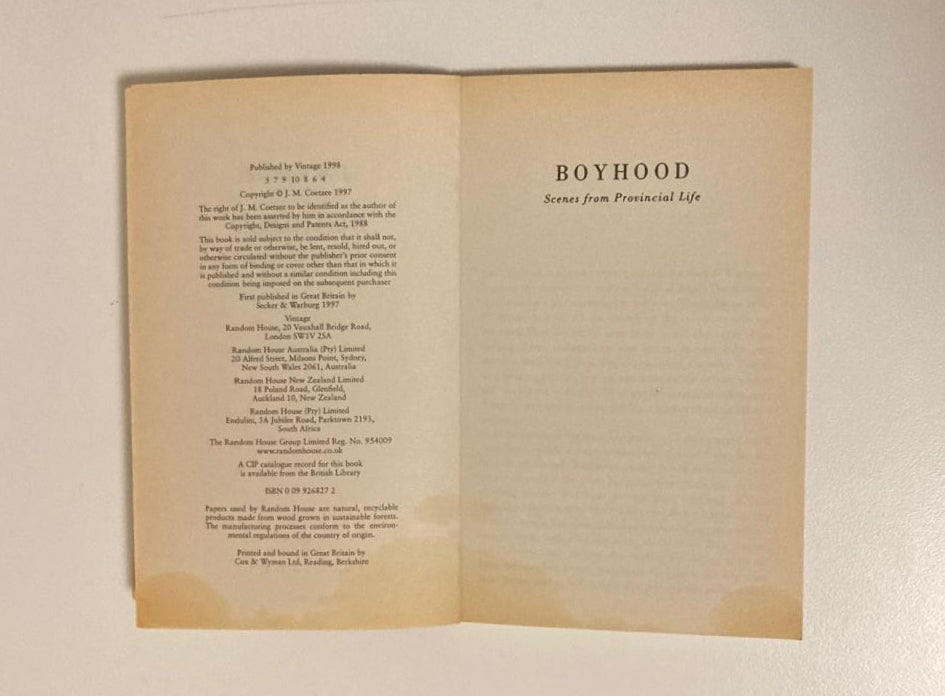 Published by Vintage 1998
5 7 9 10 8 6 4
Copyright © J. M. Coetzee 1997
The right of J. M. Coetzee to be identified as the author of
this work has been asserted by him in accordance with the
Copyright, Designs and Patents Act, 1988
This book is sold subject to the condition that it shall not,
by way of trade or otherwise, be lent, resold, hired out, or
otherwise circulated without the publisher's prior consent
in any form of binding or cover other than that in which it
is published and without a similar condition including this
condition being imposed on the subsequent purchaser
First published in Great Britain by
Secker & Warburg 1997
Vintage
Random House, 20 Vauxhall Bridge Road,
London SW1V 2SA
Random House Australia (Pty) Limited
20 Alfred Street, Milsons Point, Sydney,
New South Wales 2061, Australia
Random House New Zealand Limited
18 Poland Road, Glenfield,
Auckland 10, New Zealand
Random House (Pty) Limited
Endulini, 5A Jubilee Road, Parktown 2193,
South Africa
The Random House Group Limited Reg. No. 954009
www.randomhouse.co.uk
A CIP catalogue record for this book
is available from the British Library
ISBN 0 09 926827 2
Papers used by Random House are natural, recyclable
products made from wood grown in sustainable forests.
The manufacturing processes conform to the environ-
mental regulations of the country of origin.
Printed and bound in Great Britain by
Cox & Wyman Ltd, Reading, Berkshire
BOYHOOD
Scenes from Provincial Life